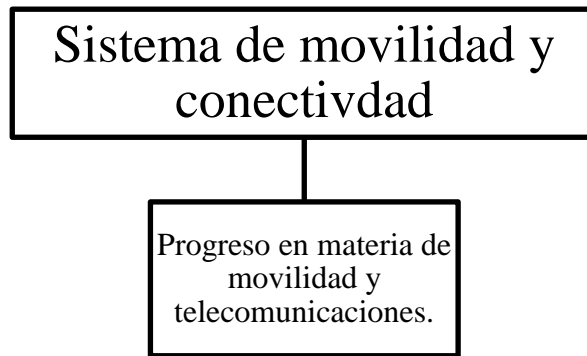 Sistema de movilidad y
conectivdad
Progreso en materia de
movilidad y
telecomunicaciones.